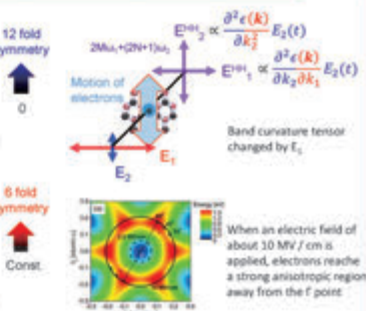 12 fold
ymmetry
0
6 fold
ymmetry
Const.
2Mω₁+(2N+1)ω₂
Motion of
electrons
E₁
E₂
E^HH_2 ∝ ∂²ε(k)/∂k₂² E₂(t)
E^HH_1 ∝ ∂²ε(k)/∂k₂∂k₁ E₂(t)
Band curvature tensor
changed by E₁
When an electric field of
about 10 MV / cm is
applied, electrons reache
a strong anisotropic region
away from the Γ point